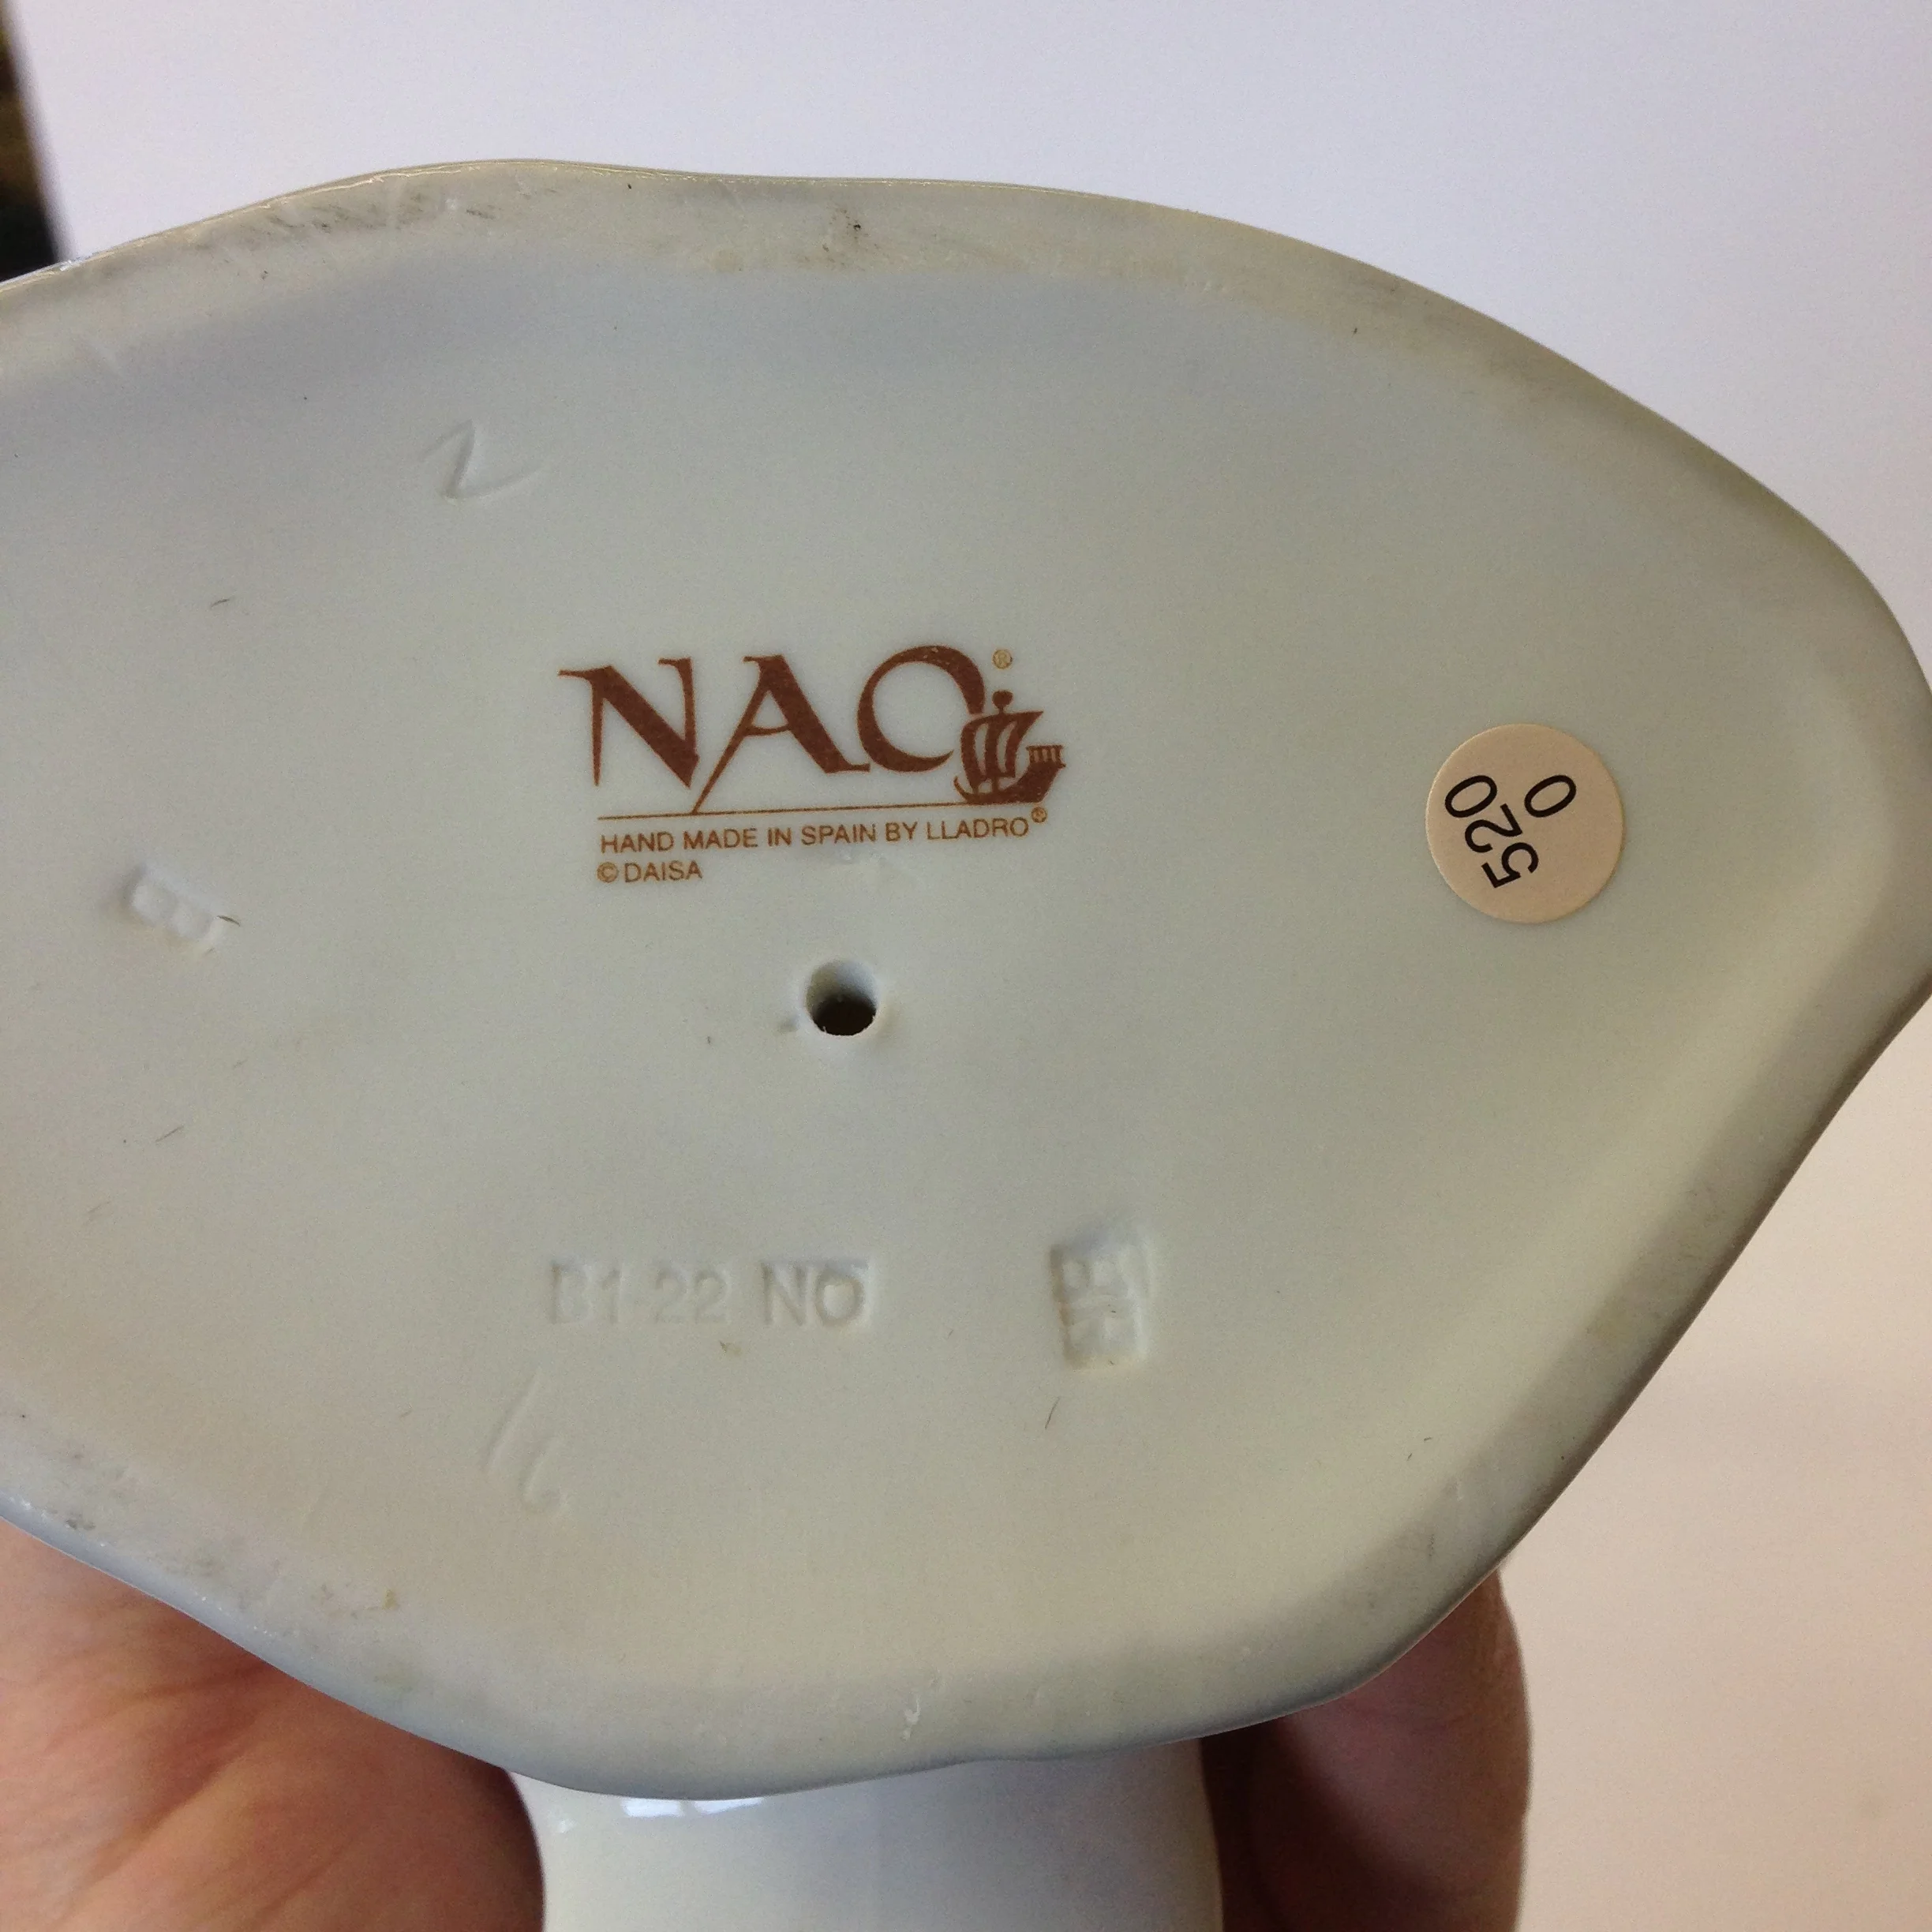 NAO®
HAND MADE IN SPAIN BY LLADRO®
© DAISA
520
0
B
B1-22 NO